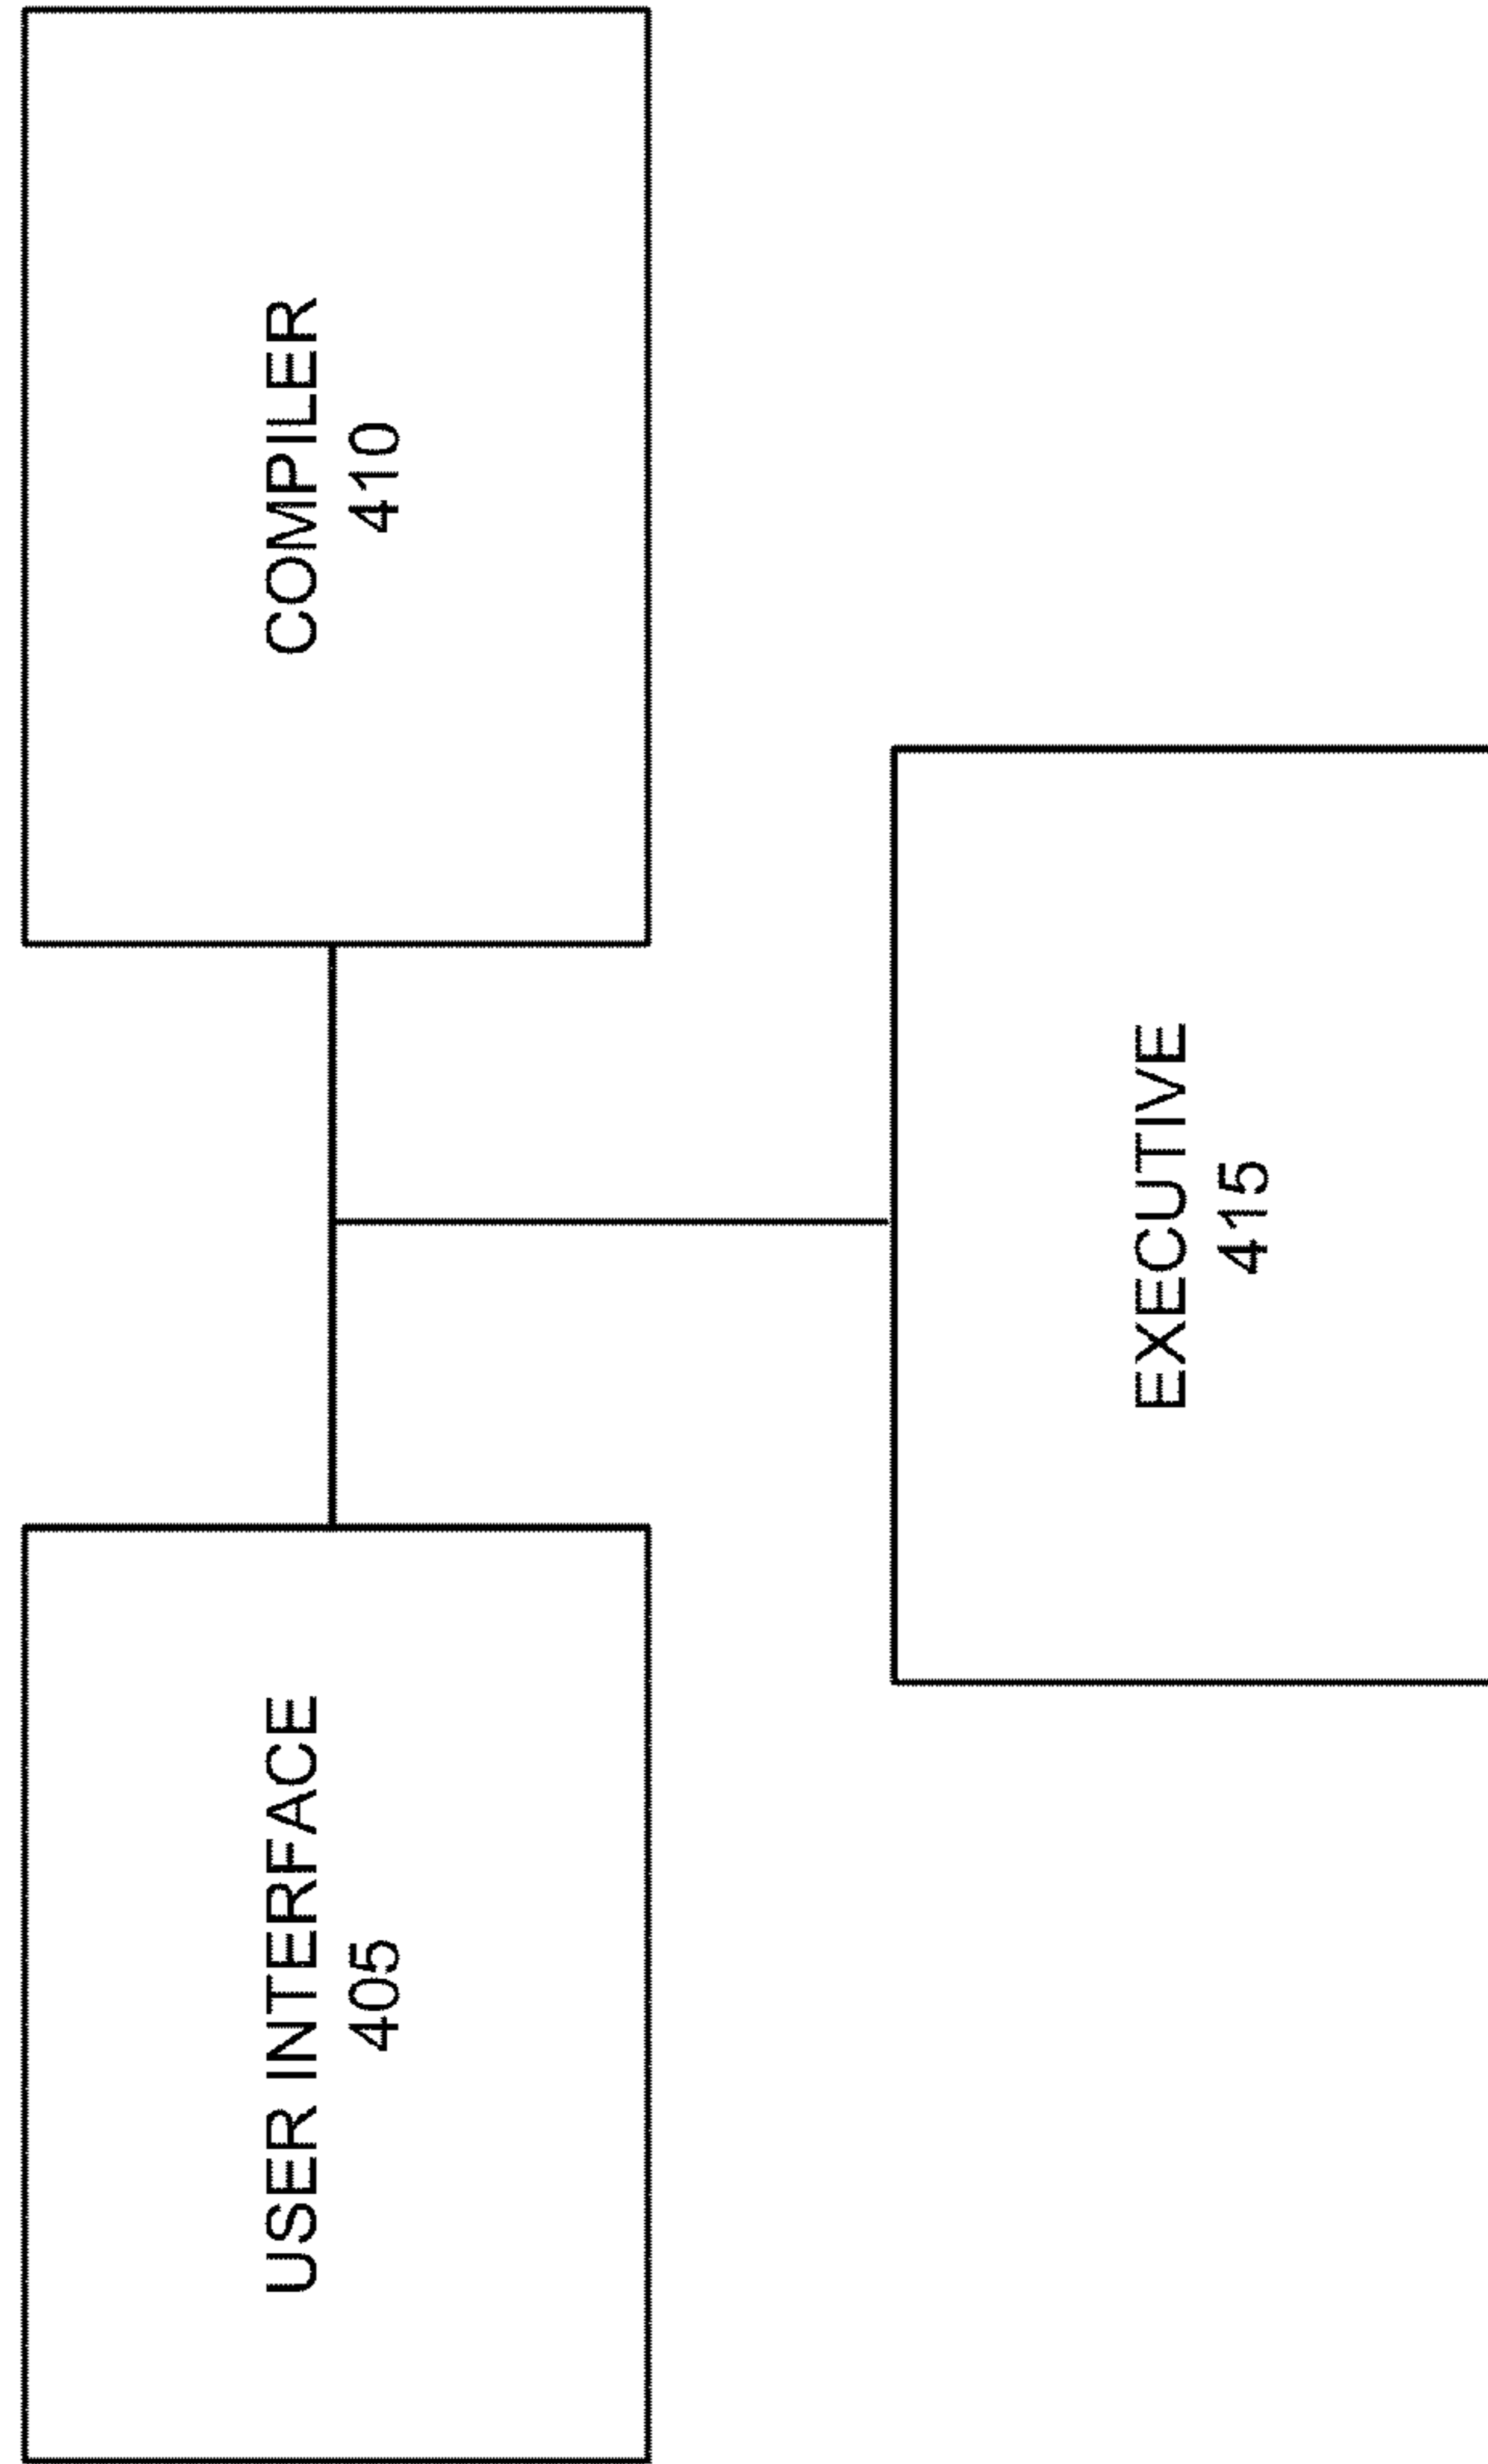 USER INTERFACE
405
COMPILER
410
EXECUTIVE
415